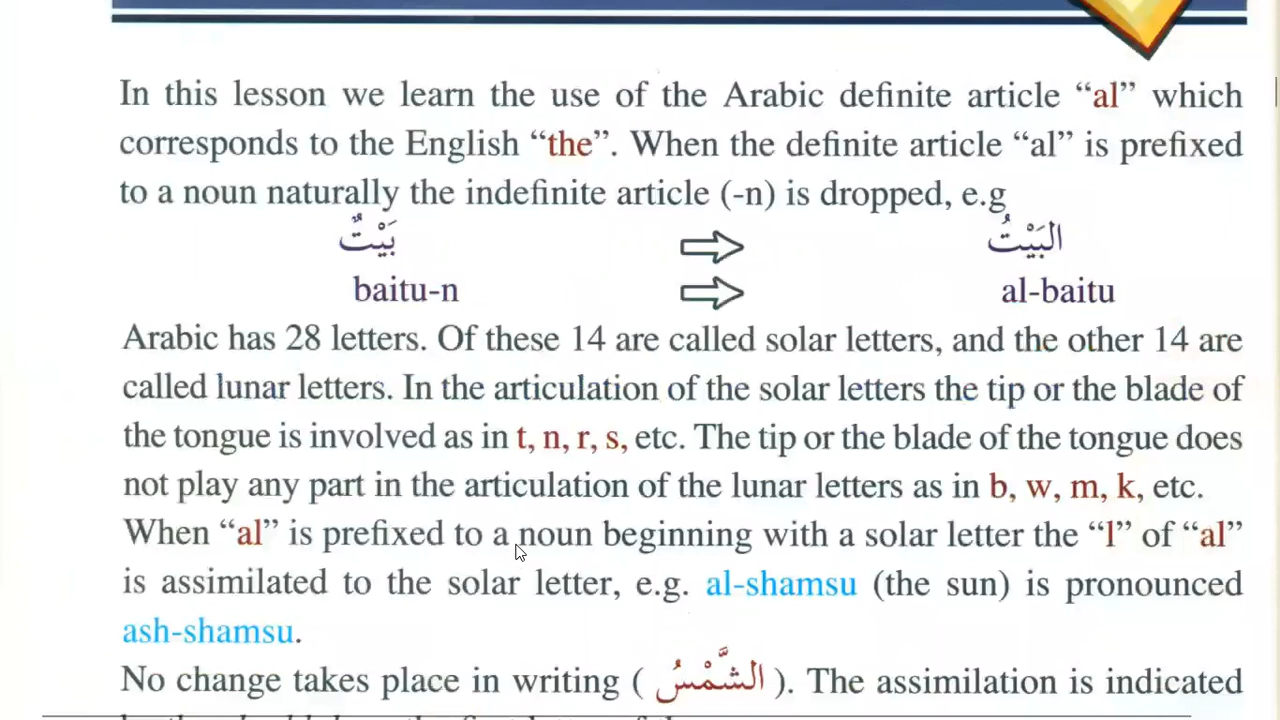 In this lesson we learn the use of the Arabic definite article “al” which
corresponds to the English “the”. When the definite article “al” is prefixed
to a noun naturally the indefinite article (-n) is dropped, e.g
بَيْتٌ ⇨ البَيْتُ
baitu-n ⇨ al-baitu
Arabic has 28 letters. Of these 14 are called solar letters, and the other 14 are
called lunar letters. In the articulation of the solar letters the tip or the blade of
the tongue is involved as in t, n, r, s, etc. The tip or the blade of the tongue does
not play any part in the articulation of the lunar letters as in b, w, m, k, etc.
When “al” is prefixed to a noun beginning with a solar letter the “l” of “al”
is assimilated to the solar letter, e.g. al-shamsu (the sun) is pronounced
ash-shamsu.
No change takes place in writing ( الشَّمْسُ ). The assimilation is indicated